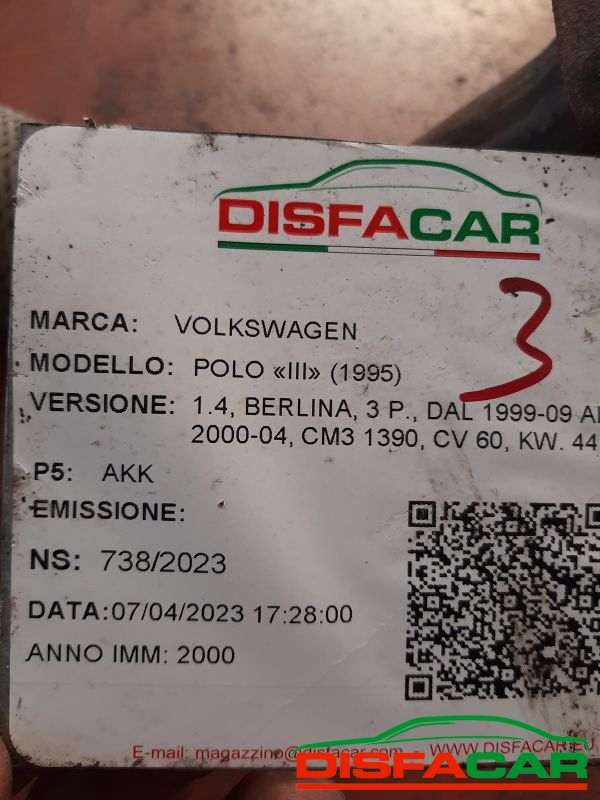 DISFACAR
3
MARCA: VOLKSWAGEN
MODELLO: POLO «III» (1995)
VERSIONE: 1.4, BERLINA, 3 P., DAL 1999-09 AL
2000-04, CM3 1390, CV 60, KW. 44
P5: AKK
EMISSIONE:
NS: 738/2023
DATA:07/04/2023 17:28:00
ANNO IMM: 2000
E-mail: magazzino@disfacar.com - WWW.DISFACAR.EU
DISFACAR